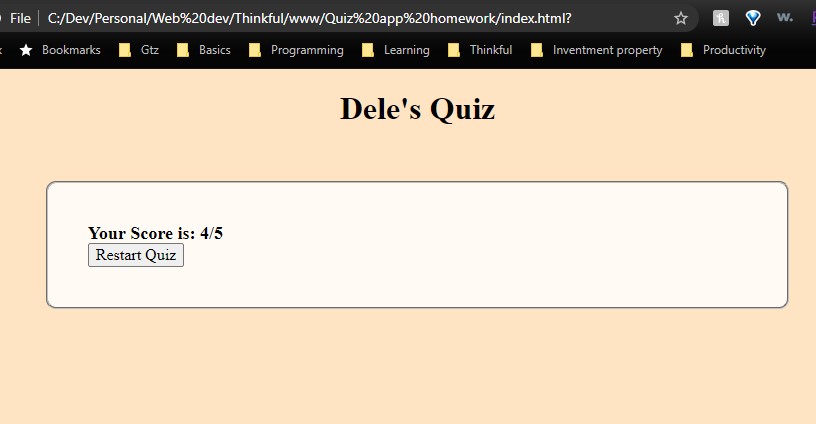 File C:/Dev/Personal/Web%20dev/Thinkful/www/Quiz%20app%20homework/index.html?
Bookmarks Gtz Basics Programming Learning Thinkful Inventment property Productivity
Dele's Quiz
Your Score is: 4/5
Restart Quiz